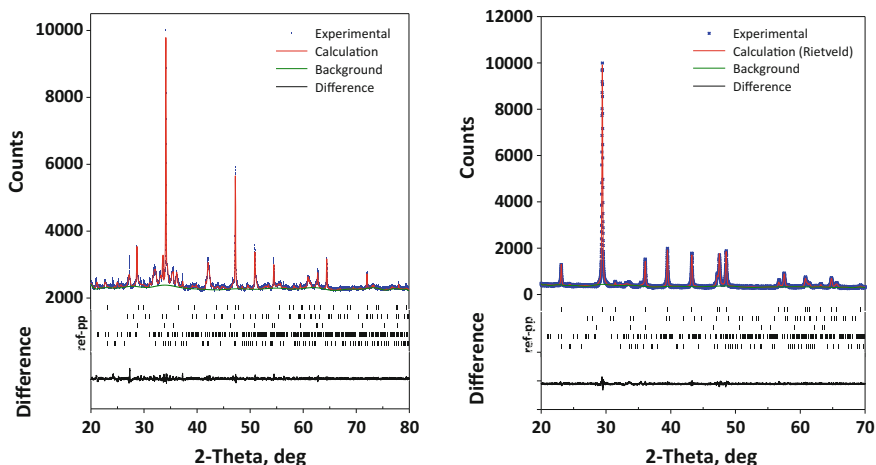 10000
8000
6000
4000
2000
Counts
Difference
ref-pp
Experimental
Calculation
Background
Difference
20 30 40 50 60 70 80
2-Theta, deg
12000
10000
8000
6000
4000
2000
0
Counts
Difference
ref-pp
Experimental
Calculation (Rietveld)
Background
Difference
20 30 40 50 60 70
2-Theta, deg